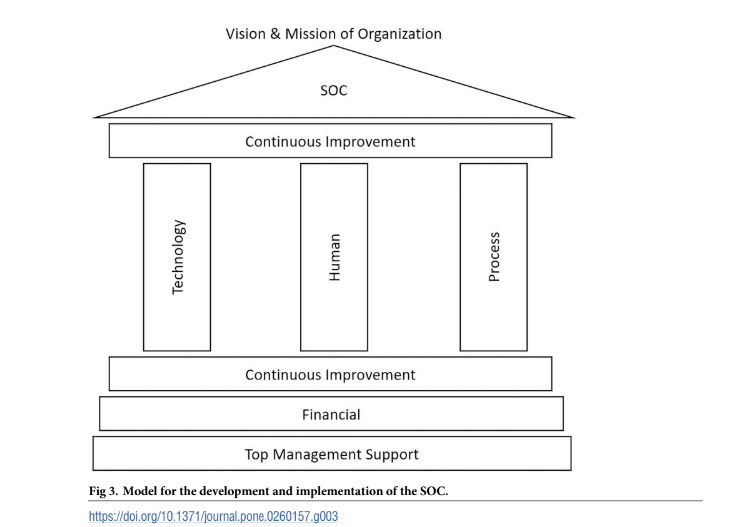 Vision & Mission of Organization
SOC
Continuous Improvement
Technology
Human
Process
Continuous Improvement
Financial
Top Management Support
Fig 3. Model for the development and implementation of the SOC.
https://doi.org/10.1371/journal.pone.0260157.g003